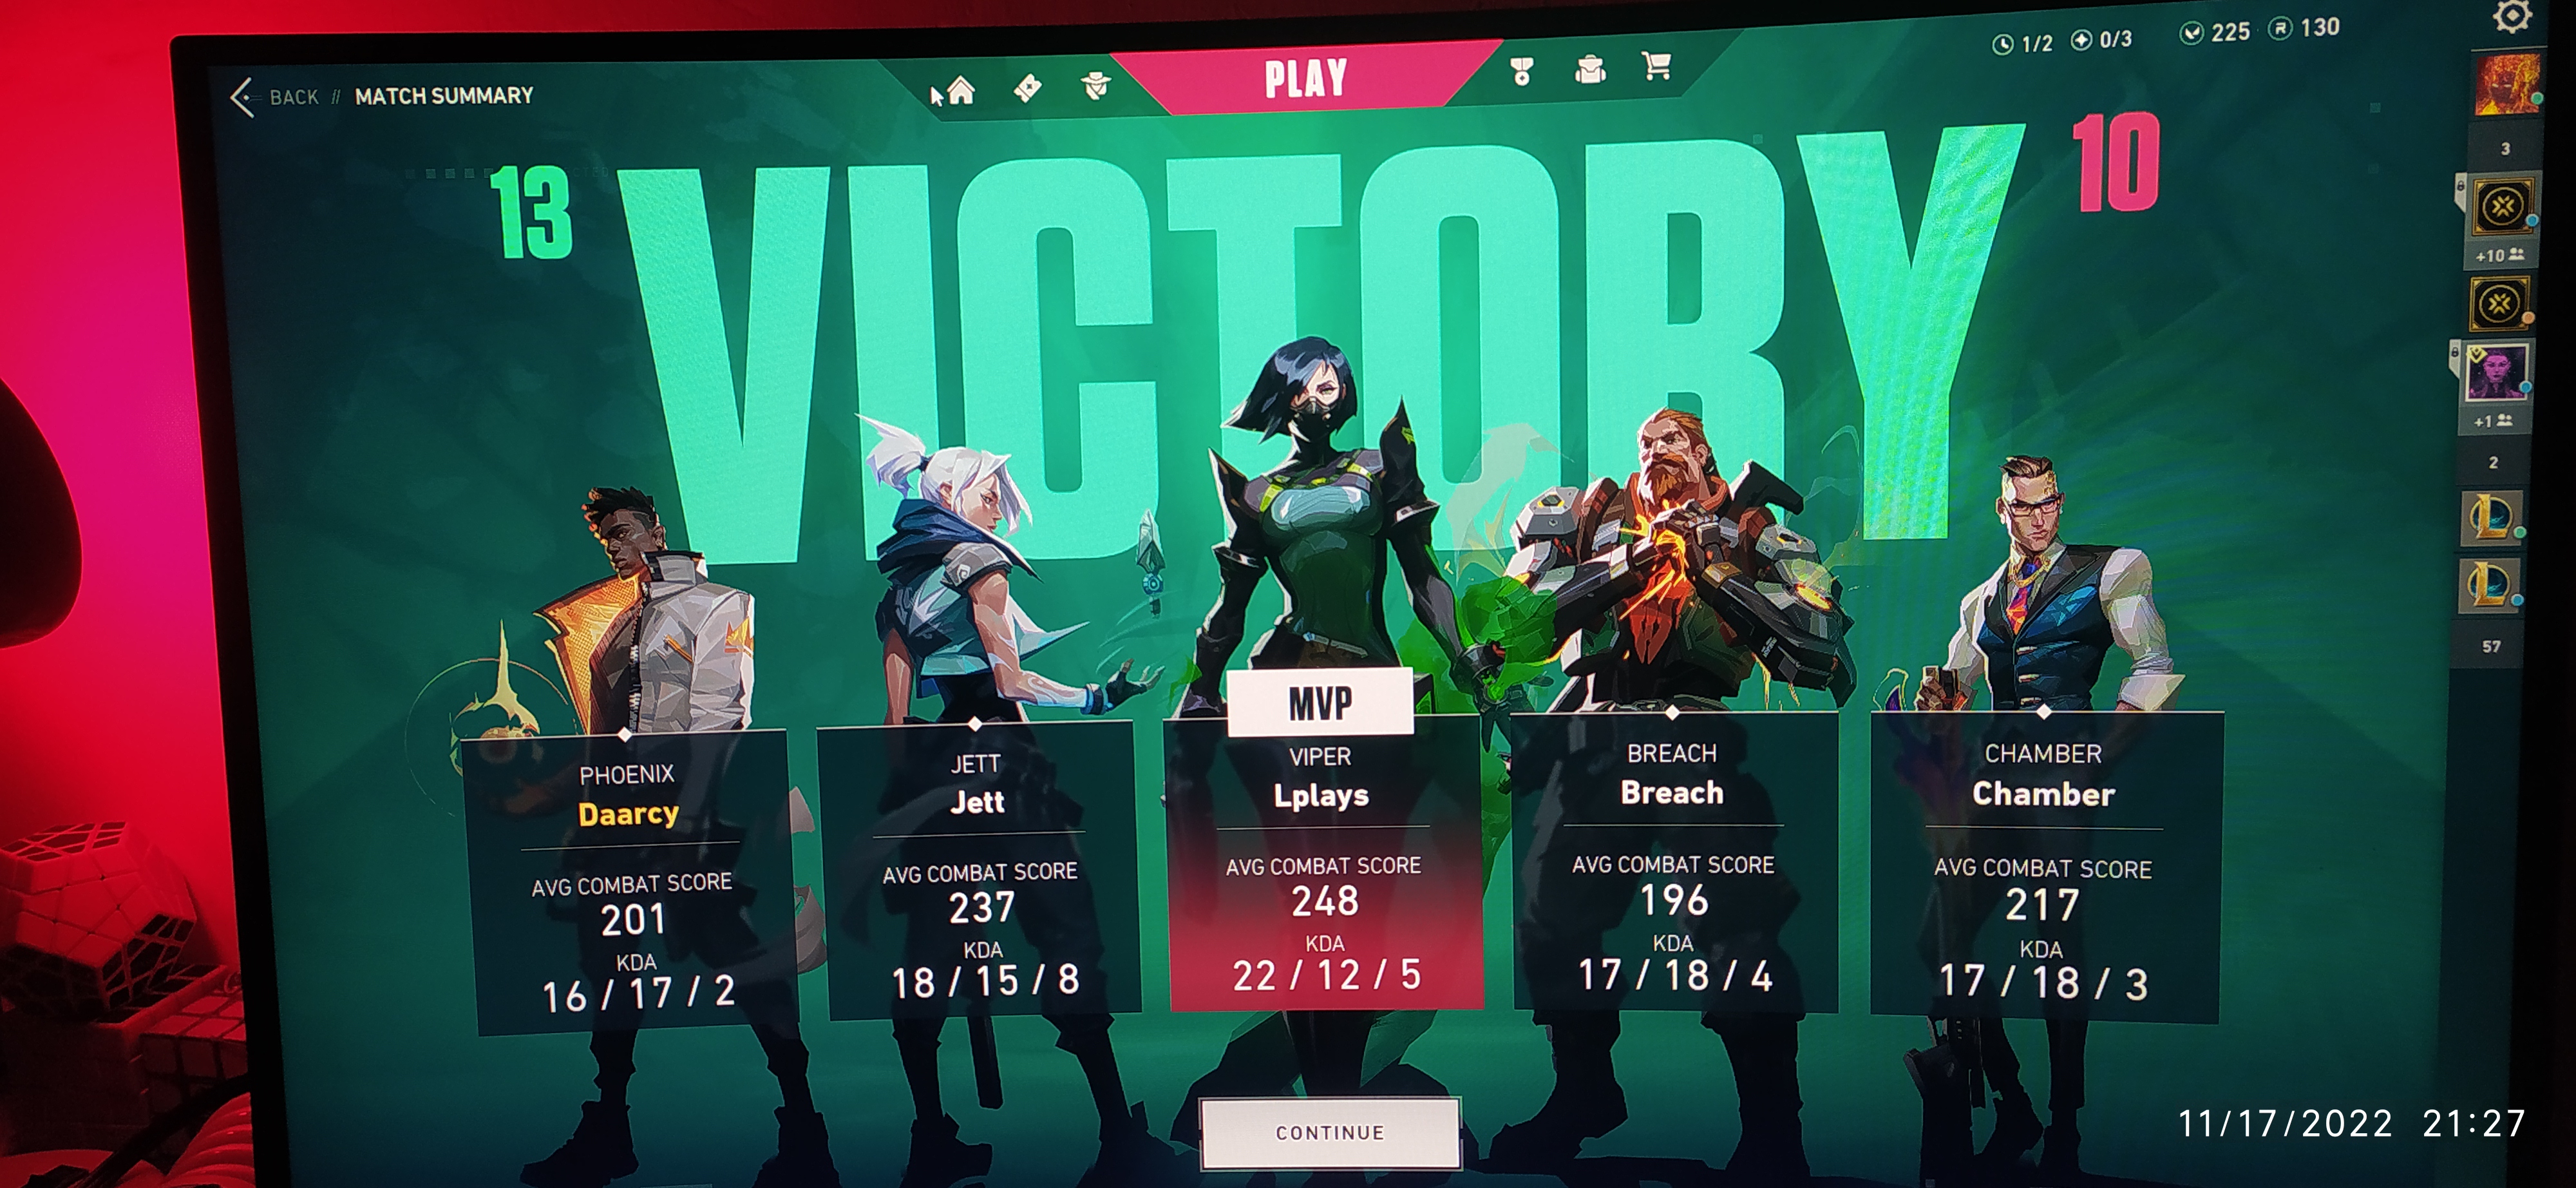 BACK // MATCH SUMMARY
PLAY
1/2 0/3 225 R 130
13 VICTORY 10
3
+10
+1
2
57
MVP
PHOENIX
Daarcy
AVG COMBAT SCORE
201
KDA
16 / 17 / 2
JETT
Jett
AVG COMBAT SCORE
237
KDA
18 / 15 / 8
VIPER
Lplays
AVG COMBAT SCORE
248
KDA
22 / 12 / 5
BREACH
Breach
AVG COMBAT SCORE
196
KDA
17 / 18 / 4
CHAMBER
Chamber
AVG COMBAT SCORE
217
KDA
17 / 18 / 3
CONTINUE
11/17/2022 21:27